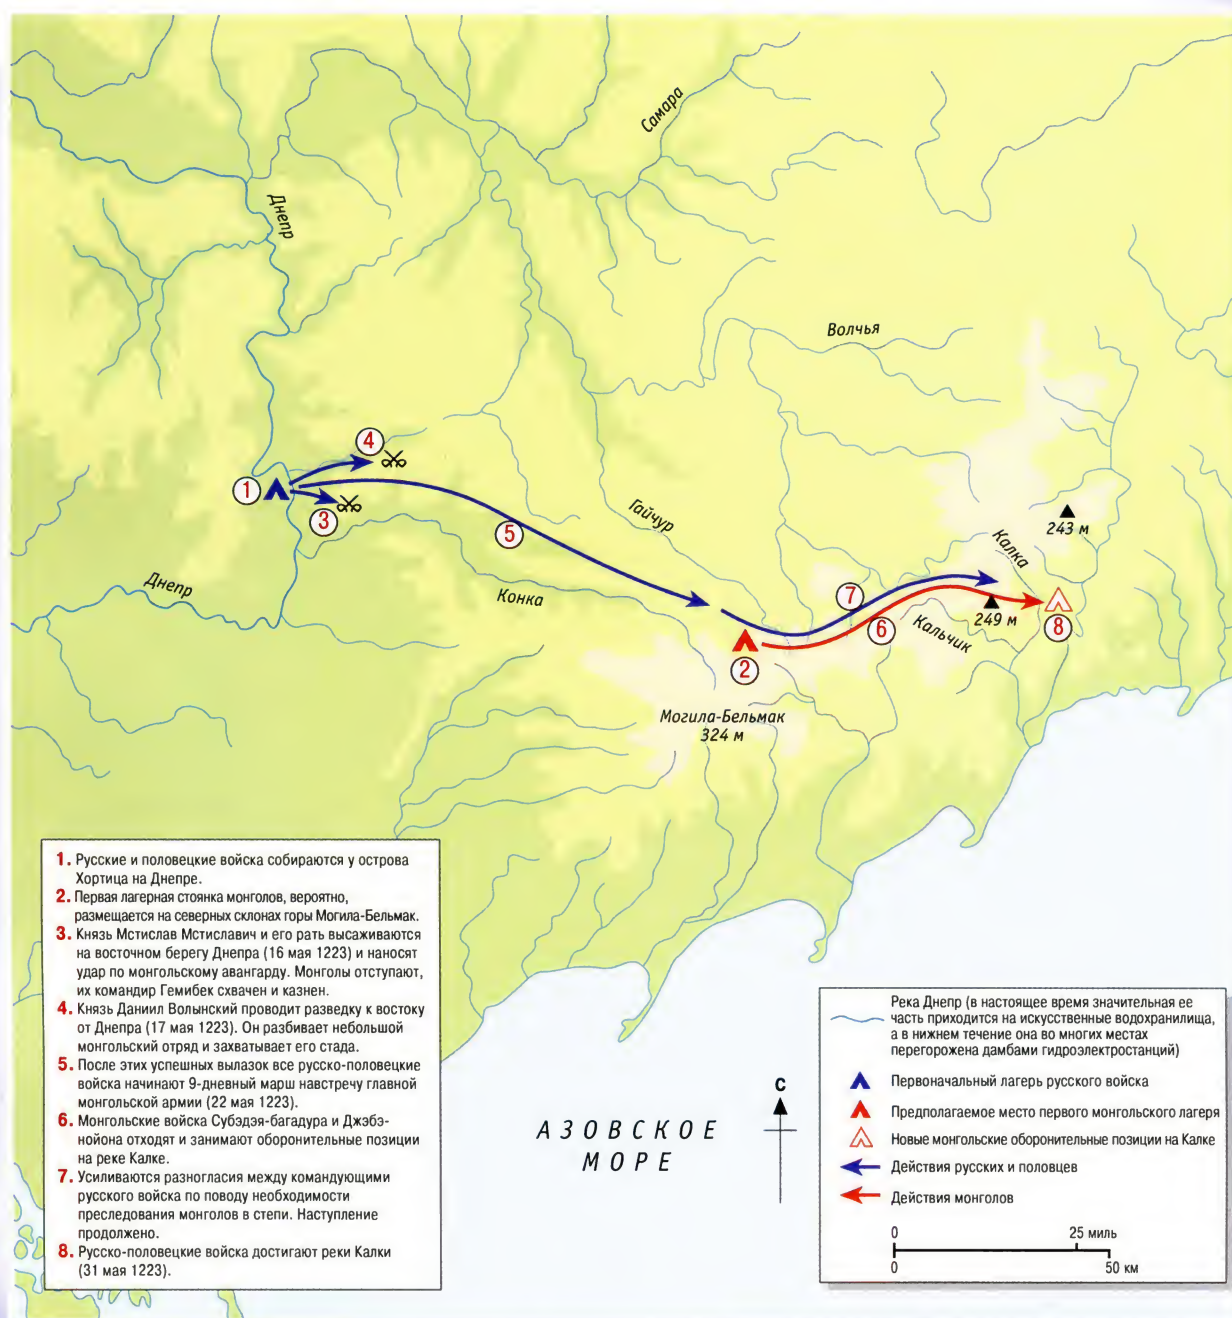 Самара
Днепр
Волчья
4
1
3
5
Гайчур
Калка
243 м
Днепр
Конка
7
6
249 м
Кальчик
8
2
Могила-Бельмак
324 м
1. Русские и половецкие войска собираются у острова
Хортица на Днепре.
2. Первая лагерная стоянка монголов, вероятно,
размещается на северных склонах горы Могила-Бельмак.
3. Князь Мстислав Мстиславич и его рать высаживаются
на восточном берегу Днепра (16 мая 1223) и наносят
удар по монгольскому авангарду. Монголы отступают,
их командир Гемибек схвачен и казнен.
4. Князь Даниил Волынский проводит разведку к востоку
от Днепра (17 мая 1223). Он разбивает небольшой
монгольский отряд и захватывает его стада.
5. После этих успешных вылазок все русско-половецкие
войска начинают 9-дневный марш навстречу главной
монгольской армии (22 мая 1223).
6. Монгольские войска Субэдэя-багадура и Джэбэ-
нойона отходят и занимают оборонительные позиции
на реке Калке.
7. Усиливаются разногласия между командующими
русского войска по поводу необходимости
преследования монголов в степи. Наступление
продолжено.
8. Русско-половецкие войска достигают реки Калки
(31 мая 1223).
АЗОВСКОЕ
МОРЕ
С
Река Днепр (в настоящее время значительная ее
часть приходится на искусственные водохранилища,
а в нижнем течение она во многих местах
перегорожена дамбами гидроэлектростанций)
Первоначальный лагерь русского войска
Предполагаемое место первого монгольского лагеря
Новые монгольские оборонительные позиции на Калке
Действия русских и половцев
Действия монголов
0 25 миль
0 50 км